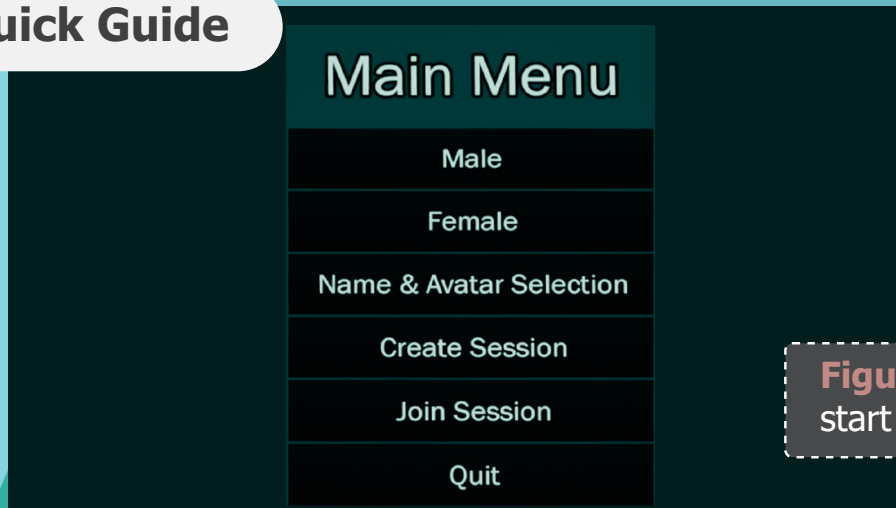 uick Guide
Main Menu
Male
Female
Name & Avatar Selection
Create Session
Join Session
Quit
Figu
start